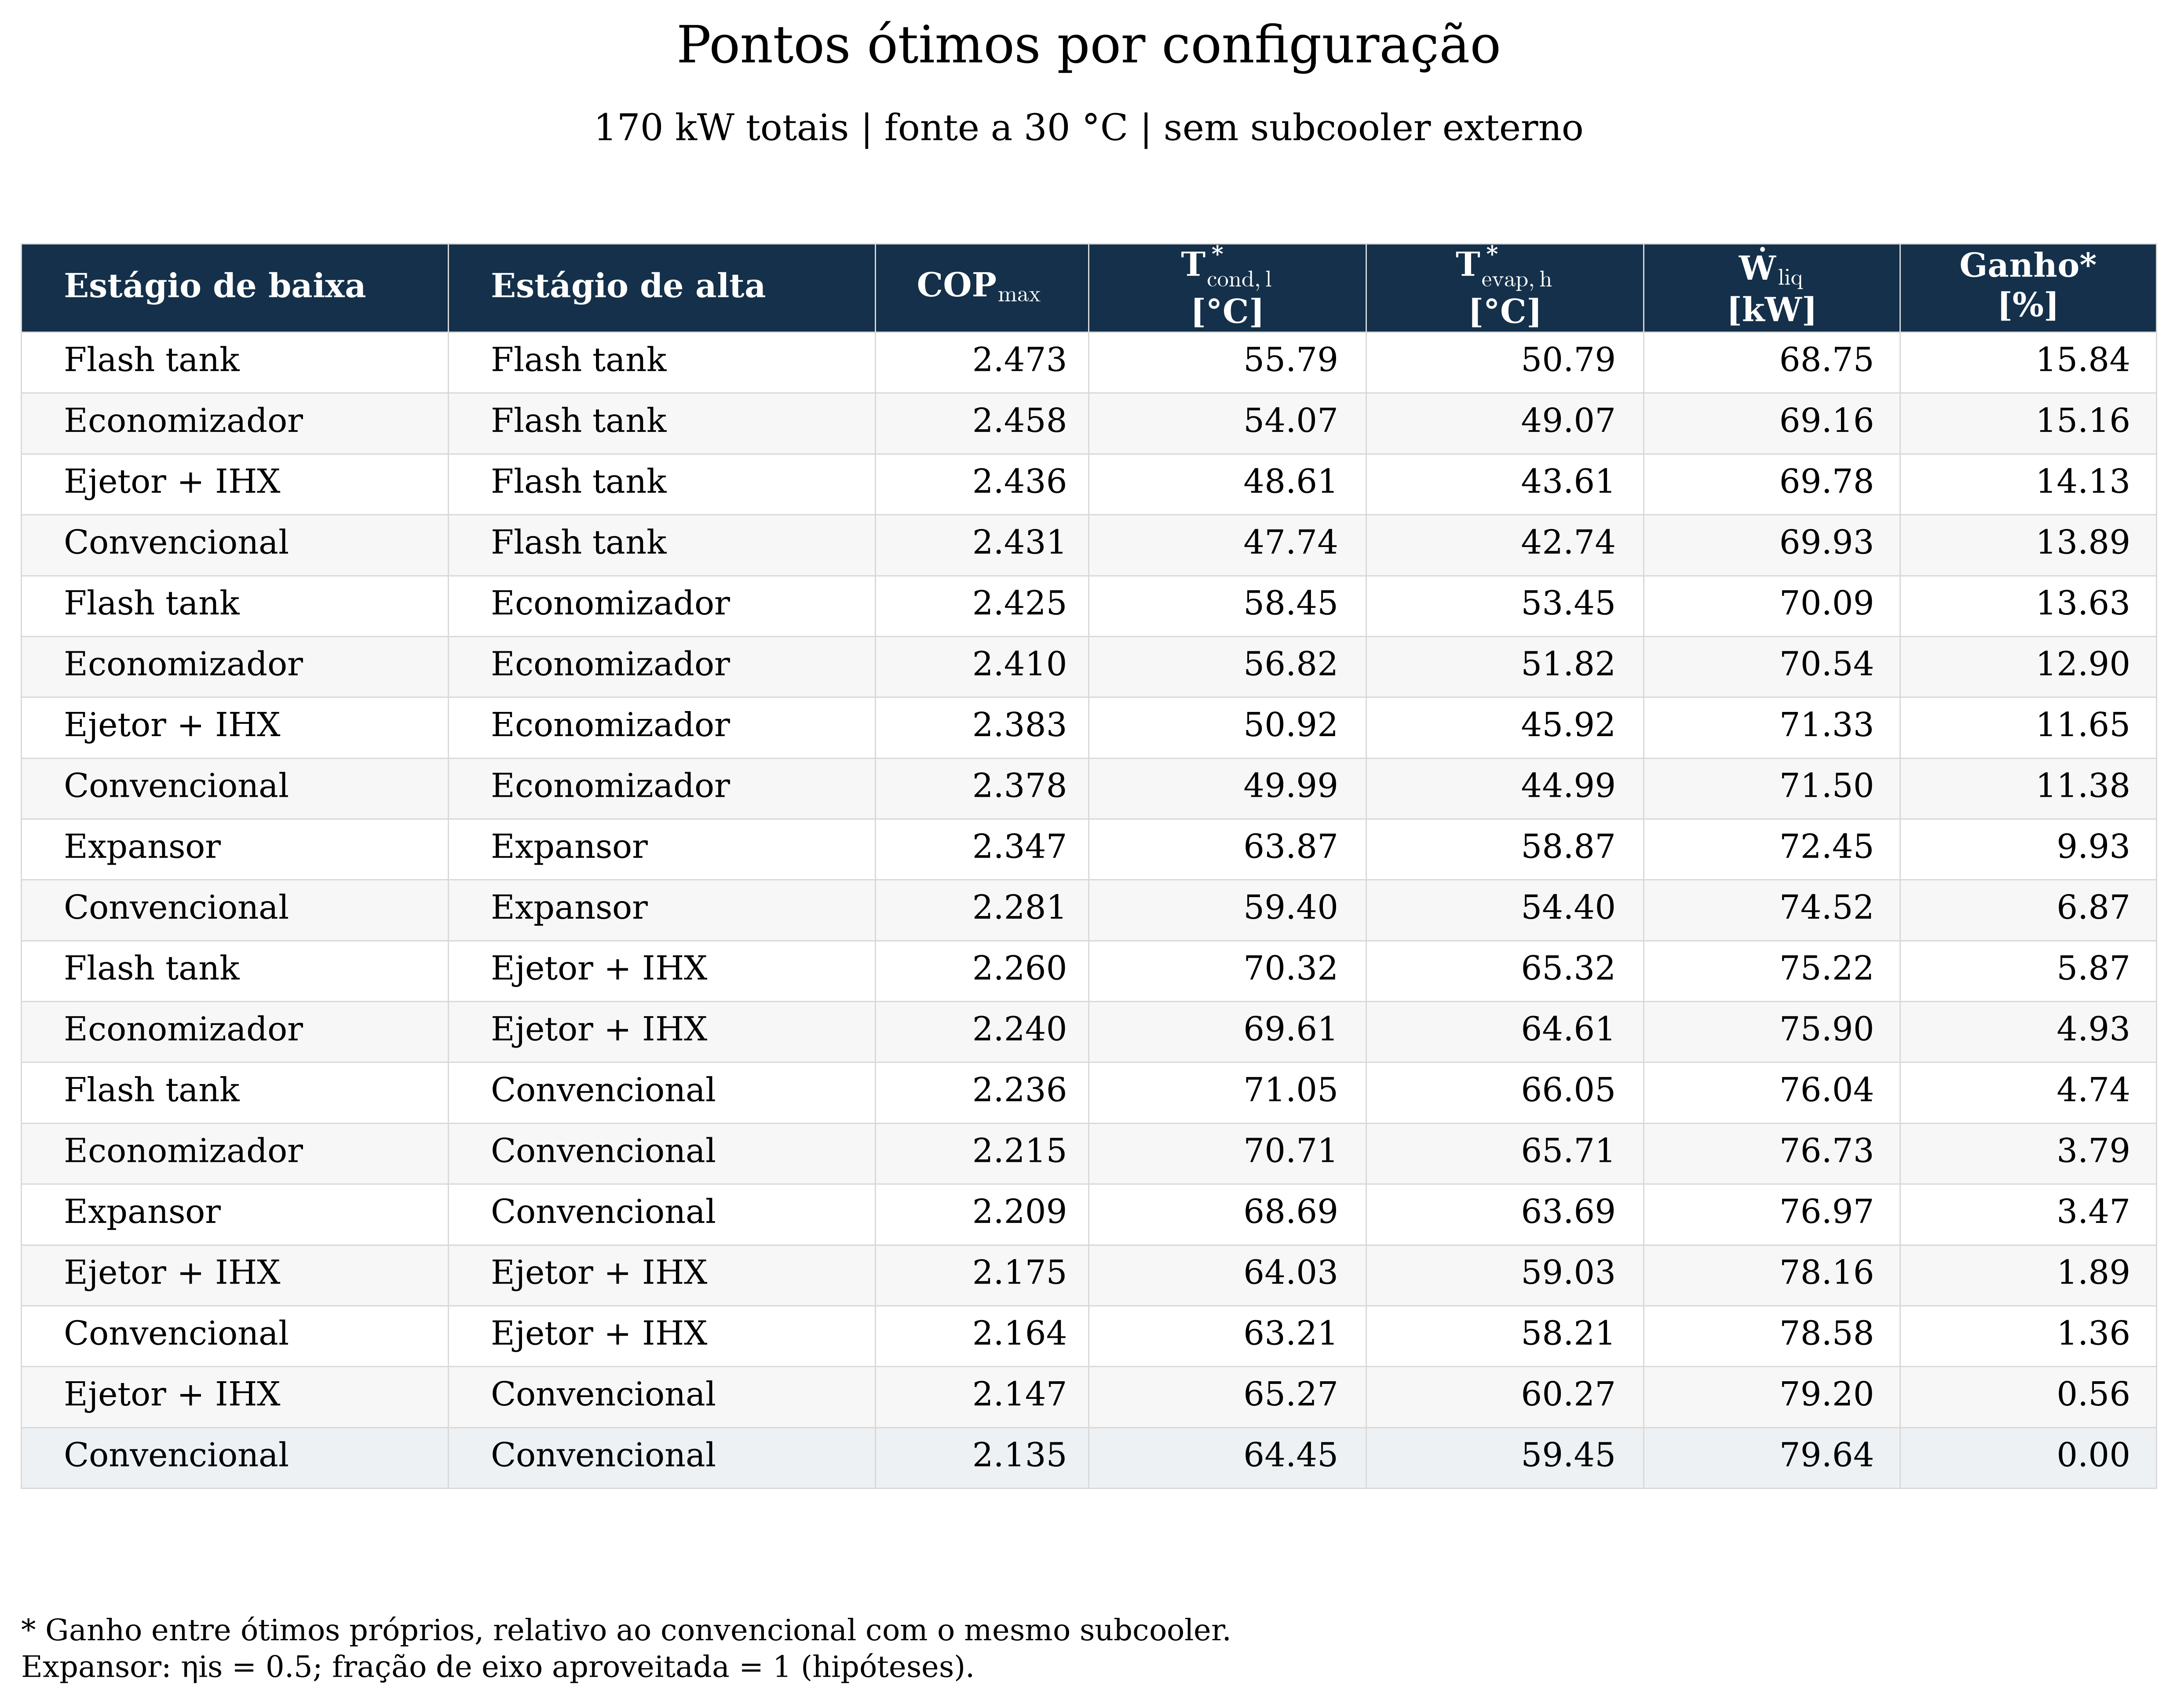 Pontos ótimos por configuração
170 kW totais | fonte a 30 °C | sem subcooler externo
Estágio de baixa Estágio de alta COPmax T*cond,l [°C] T*evap,h [°C] Ẇliq [kW] Ganho* [%]
Flash tank Flash tank 2.473 55.79 50.79 68.75 15.84
Economizador Flash tank 2.458 54.07 49.07 69.16 15.16
Ejetor + IHX Flash tank 2.436 48.61 43.61 69.78 14.13
Convencional Flash tank 2.431 47.74 42.74 69.93 13.89
Flash tank Economizador 2.425 58.45 53.45 70.09 13.63
Economizador Economizador 2.410 56.82 51.82 70.54 12.90
Ejetor + IHX Economizador 2.383 50.92 45.92 71.33 11.65
Convencional Economizador 2.378 49.99 44.99 71.50 11.38
Expansor Expansor 2.347 63.87 58.87 72.45 9.93
Convencional Expansor 2.281 59.40 54.40 74.52 6.87
Flash tank Ejetor + IHX 2.260 70.32 65.32 75.22 5.87
Economizador Ejetor + IHX 2.240 69.61 64.61 75.90 4.93
Flash tank Convencional 2.236 71.05 66.05 76.04 4.74
Economizador Convencional 2.215 70.71 65.71 76.73 3.79
Expansor Convencional 2.209 68.69 63.69 76.97 3.47
Ejetor + IHX Ejetor + IHX 2.175 64.03 59.03 78.16 1.89
Convencional Ejetor + IHX 2.164 63.21 58.21 78.58 1.36
Ejetor + IHX Convencional 2.147 65.27 60.27 79.20 0.56
Convencional Convencional 2.135 64.45 59.45 79.64 0.00
* Ganho entre ótimos próprios, relativo ao convencional com o mesmo subcooler.
Expansor: ηis = 0.5; fração de eixo aproveitada = 1 (hipóteses).